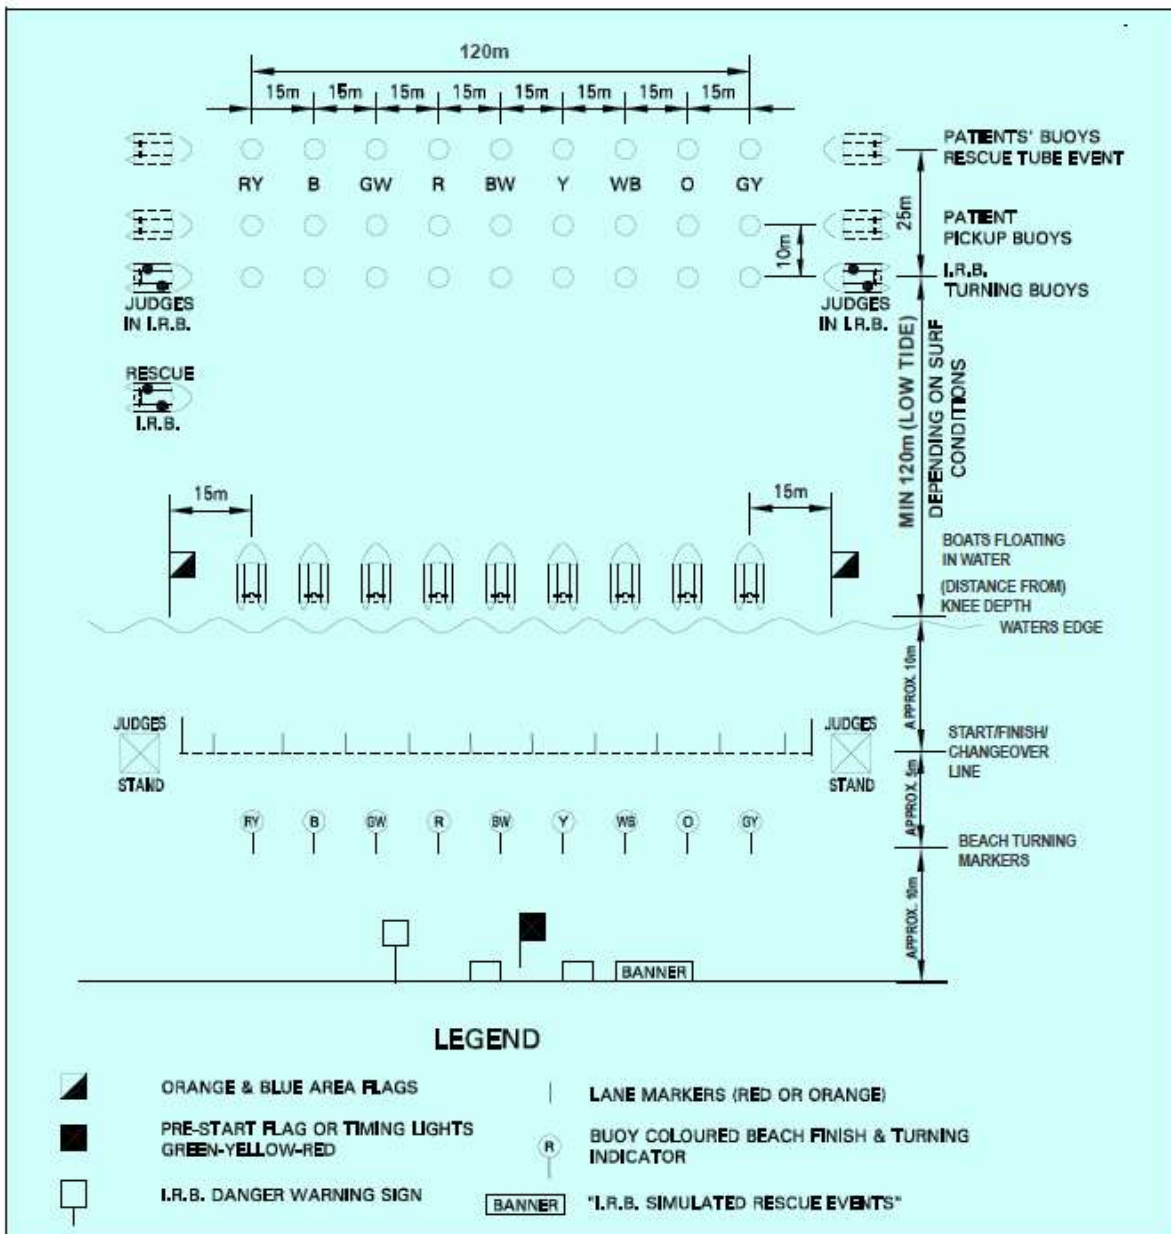 120m
15m 15m 15m 15m 15m 15m 15m 15m
PATIENTS' BUOYS
RESCUE TUBE EVENT
RY B GW R BW Y WB O GY
25m
PATIENT
PICKUP BUOYS
10m
I.R.B.
TURNING BUOYS
JUDGES
IN I.R.B.
JUDGES
IN I.R.B.
RESCUE
I.R.B.
MIN 120m (LOW TIDE)
DEPENDING ON SURF
CONDITIONS
15m
15m
BOATS FLOATING
IN WATER
(DISTANCE FROM)
KNEE DEPTH
WATERS EDGE
APPROX. 10m
JUDGES
STAND
JUDGES
STAND
START/FINISH/
CHANGEOVER
LINE
APPROX. 5m
RY B GW R BW Y WB O GY
BEACH TURNING
MARKERS
APPROX. 10m
BANNER
LEGEND
ORANGE & BLUE AREA FLAGS
PRE-START FLAG OR TIMING LIGHTS
GREEN-YELLOW-RED
I.R.B. DANGER WARNING SIGN
LANE MARKERS (RED OR ORANGE)
R
BUOY COLOURED BEACH FINISH & TURNING
INDICATOR
BANNER
"I.R.B. SIMULATED RESCUE EVENTS"